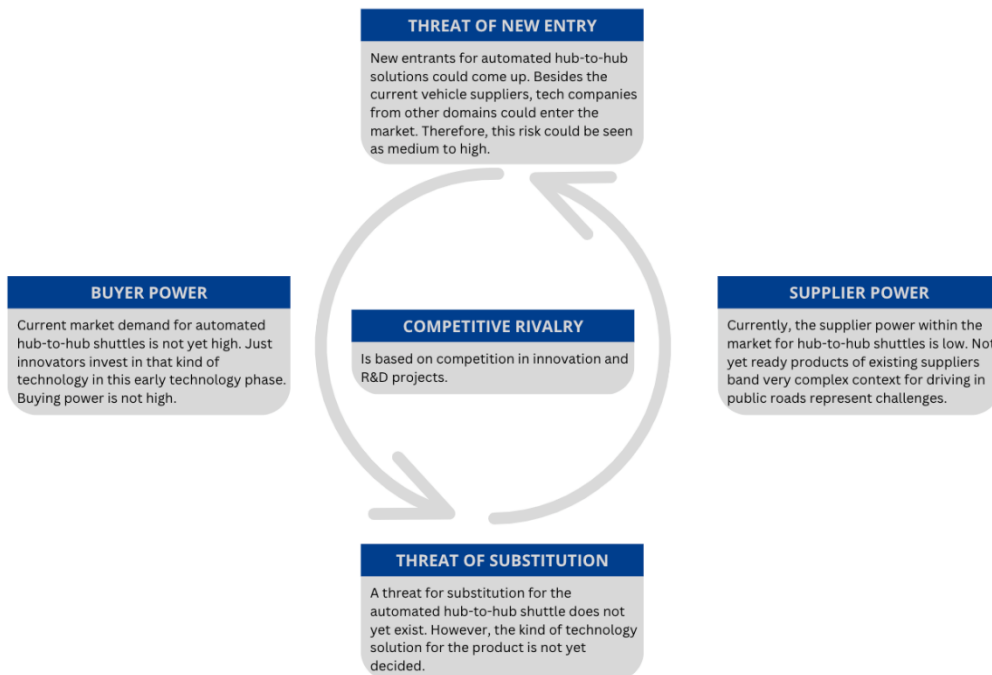 THREAT OF NEW ENTRY
New entrants for automated hub-to-hub
solutions could come up. Besides the
current vehicle suppliers, tech companies
from other domains could enter the
market. Therefore, this risk could be seen
as medium to high.
BUYER POWER
Current market demand for automated
hub-to-hub shuttles is not yet high. Just
innovators invest in that kind of
technology in this early technology phase.
Buying power is not high.
COMPETITIVE RIVALRY
Is based on competition in innovation and
R&D projects.
SUPPLIER POWER
Currently, the supplier power within the
market for hub-to-hub shuttles is low. Not
yet ready products of existing suppliers
band very complex context for driving in
public roads represent challenges.
THREAT OF SUBSTITUTION
A threat for substitution for the
automated hub-to-hub shuttle does not
yet exist. However, the kind of technology
solution for the product is not yet
decided.